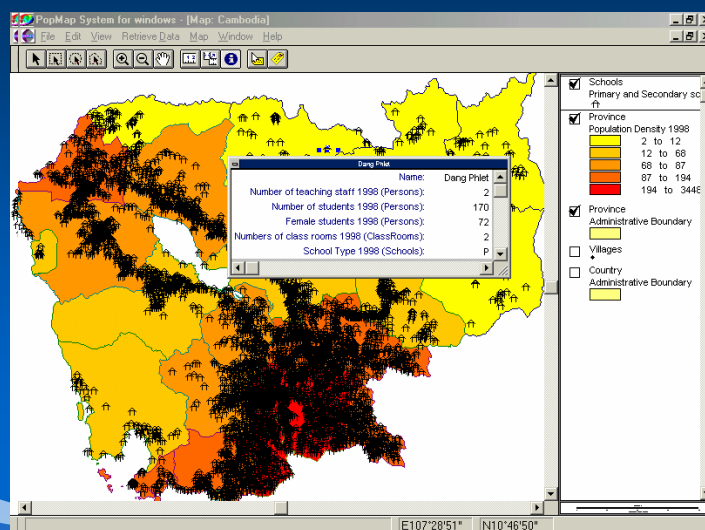 PopMap System for windows - [Map: Cambodia]
File Edit View Retrieve Data Map Window Help
Dang Phlet
Name: Dang Phlet
Number of teaching staff 1998 (Persons): 2
Number of students 1998 (Persons): 170
Female students 1998 (Persons): 72
Numbers of class rooms 1998 (ClassRooms): 2
School Type 1998 (Schools): P
Schools
Primary and Secondary sc
Province
Population Density 1998
2 to 12
12 to 68
68 to 87
87 to 194
194 to 3448
Province
Administrative Boundary
Villages
Country
Administrative Boundary
E107°28'51" N10°46'50"